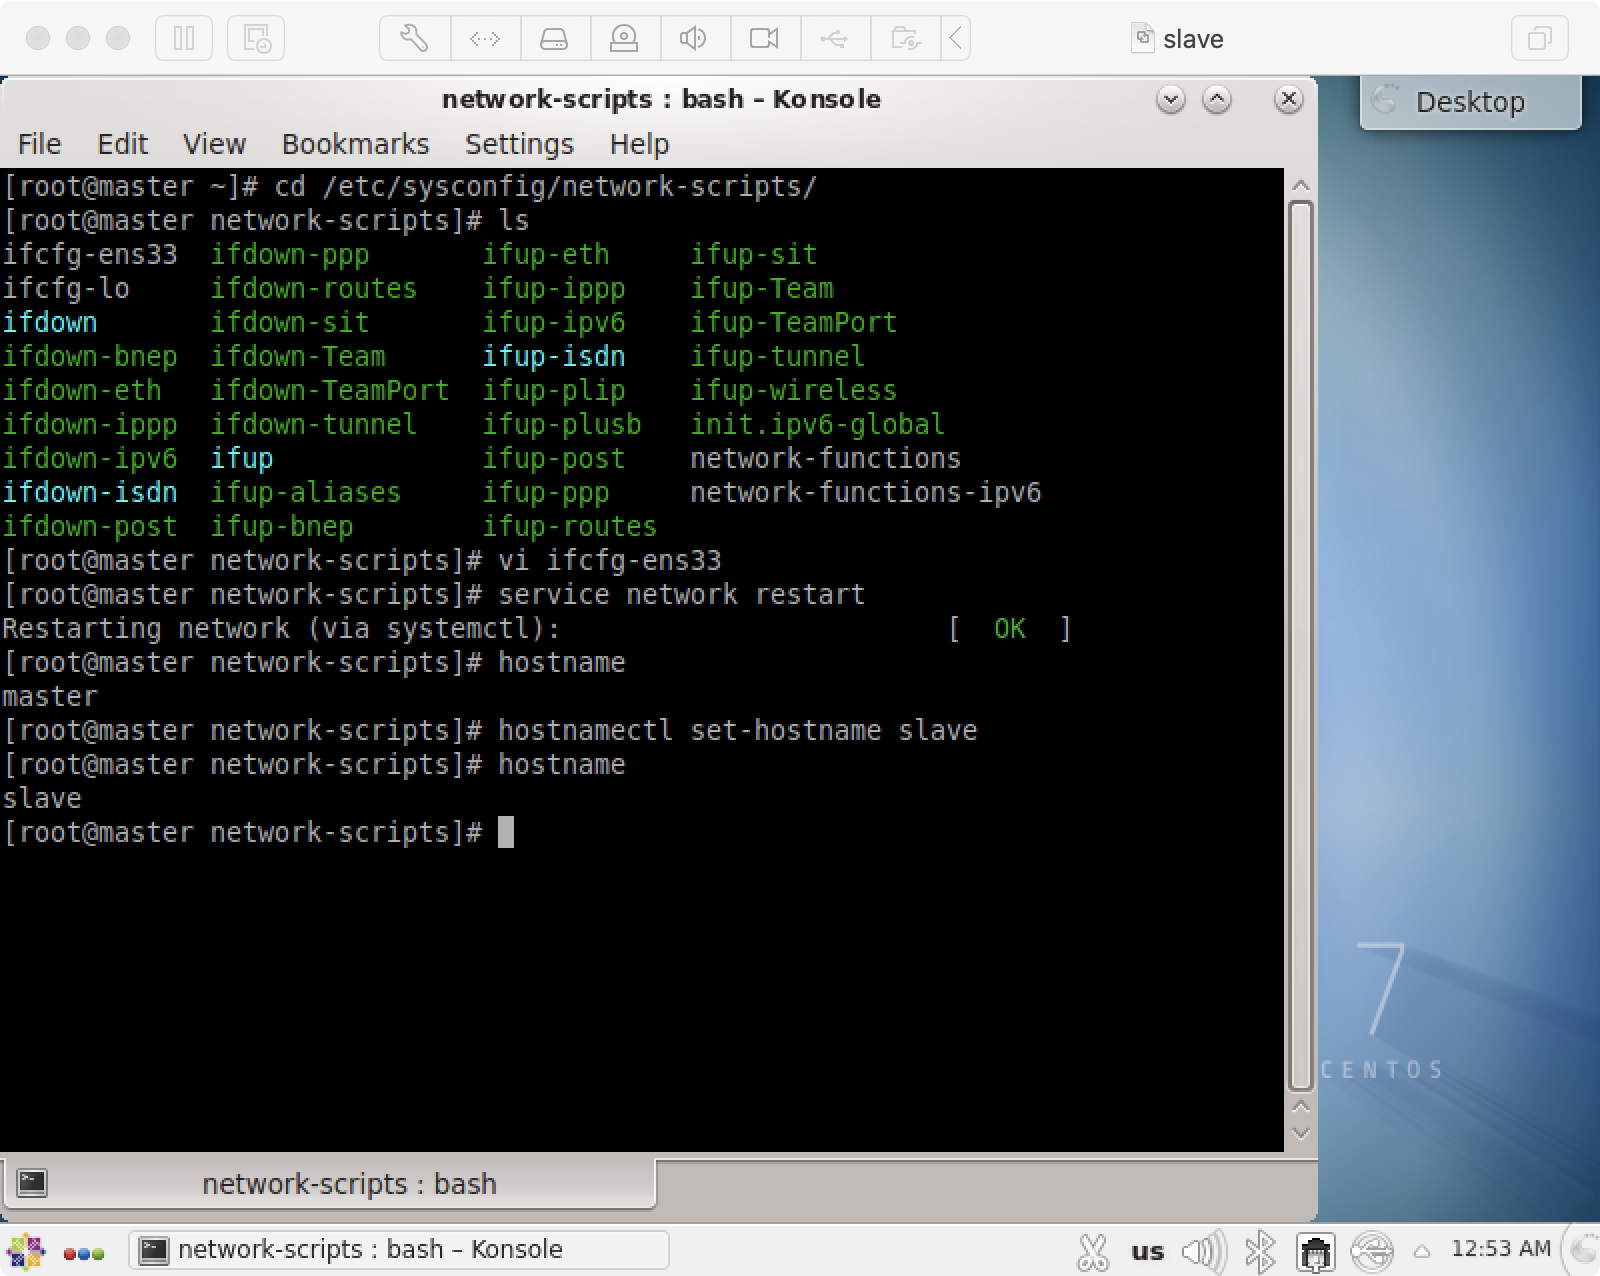 slave
network-scripts : bash – Konsole
Desktop
File Edit View Bookmarks Settings Help
[root@master ~]# cd /etc/sysconfig/network-scripts/
[root@master network-scripts]# ls
ifcfg-ens33 ifdown-ppp ifup-eth ifup-sit
ifcfg-lo ifdown-routes ifup-ippp ifup-Team
ifdown ifdown-sit ifup-ipv6 ifup-TeamPort
ifdown-bnep ifdown-Team ifup-isdn ifup-tunnel
ifdown-eth ifdown-TeamPort ifup-plip ifup-wireless
ifdown-ippp ifdown-tunnel ifup-plusb init.ipv6-global
ifdown-ipv6 ifup ifup-post network-functions
ifdown-isdn ifup-aliases ifup-ppp network-functions-ipv6
ifdown-post ifup-bnep ifup-routes
[root@master network-scripts]# vi ifcfg-ens33
[root@master network-scripts]# service network restart
Restarting network (via systemctl): [ OK ]
[root@master network-scripts]# hostname
master
[root@master network-scripts]# hostnamectl set-hostname slave
[root@master network-scripts]# hostname
slave
[root@master network-scripts]#
7
CENTOS
network-scripts : bash
network-scripts : bash – Konsole
us
12:53 AM